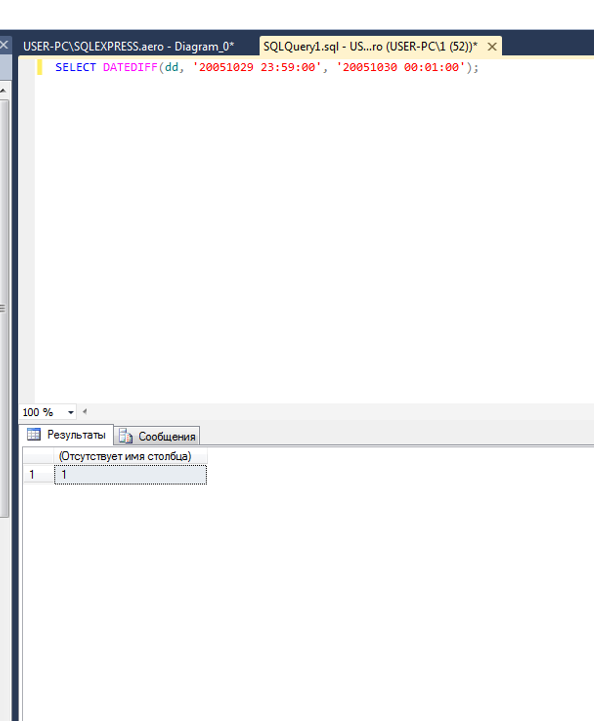 USER-PC\SQLEXPRESS.aero - Diagram_0*
SQLQuery1.sql - US...ro (USER-PC\1 (52))*
SELECT DATEDIFF(dd, '20051029 23:59:00', '20051030 00:01:00');
100 %
Результаты
Сообщения
(Отсутствует имя столбца)
1 1